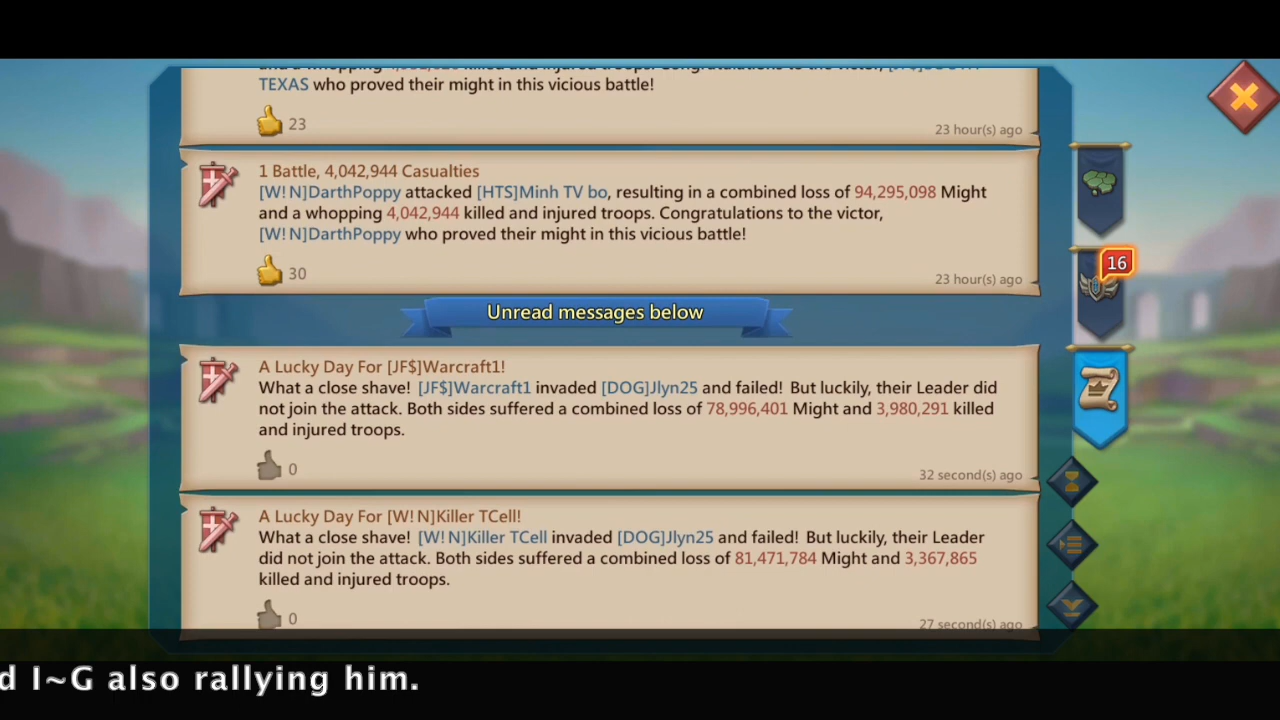 TEXAS who proved their might in this vicious battle!
23
23 hour(s) ago
1 Battle, 4,042,944 Casualties
[W! N]DarthPoppy attacked [HTS]Minh TV bo, resulting in a combined loss of 94,295,098 Might
and a whopping 4,042,944 killed and injured troops. Congratulations to the victor,
[W! N]DarthPoppy who proved their might in this vicious battle!
30
23 hour(s) ago
16
Unread messages below
A Lucky Day For [JF$]Warcraft1!
What a close shave! [JF$]Warcraft1 invaded [DOG]Jlyn25 and failed! But luckily, their Leader did
not join the attack. Both sides suffered a combined loss of 78,996,401 Might and 3,980,291 killed
and injured troops.
0
32 second(s) ago
A Lucky Day For [W! N]Killer TCell!
What a close shave! [W! N]Killer TCell invaded [DOG]Jlyn25 and failed! But luckily, their Leader
did not join the attack. Both sides suffered a combined loss of 81,471,784 Might and 3,367,865
killed and injured troops.
0
27 second(s) ago
d I~G also rallying him.